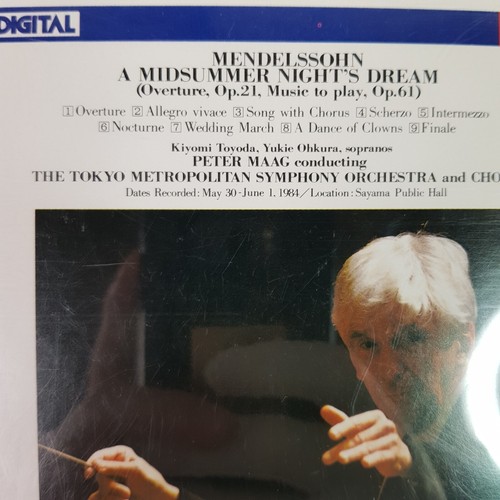 DIGITAL
MENDELSSOHN
A MIDSUMMER NIGHT'S DREAM
(Overture, Op.21, Music to play, Op.61)
1 Overture 2 Allegro vivace 3 Song with Chorus 4 Scherzo 5 Intermezzo
6 Nocturne 7 Wedding March 8 A Dance of Clowns 9 Finale
Kiyomi Toyoda, Yukie Ohkura, sopranos
PETER MAAG conducting
THE TOKYO METROPOLITAN SYMPHONY ORCHESTRA and CHO
Dates Recorded: May 30-June 1, 1984/Location: Sayama Public Hall